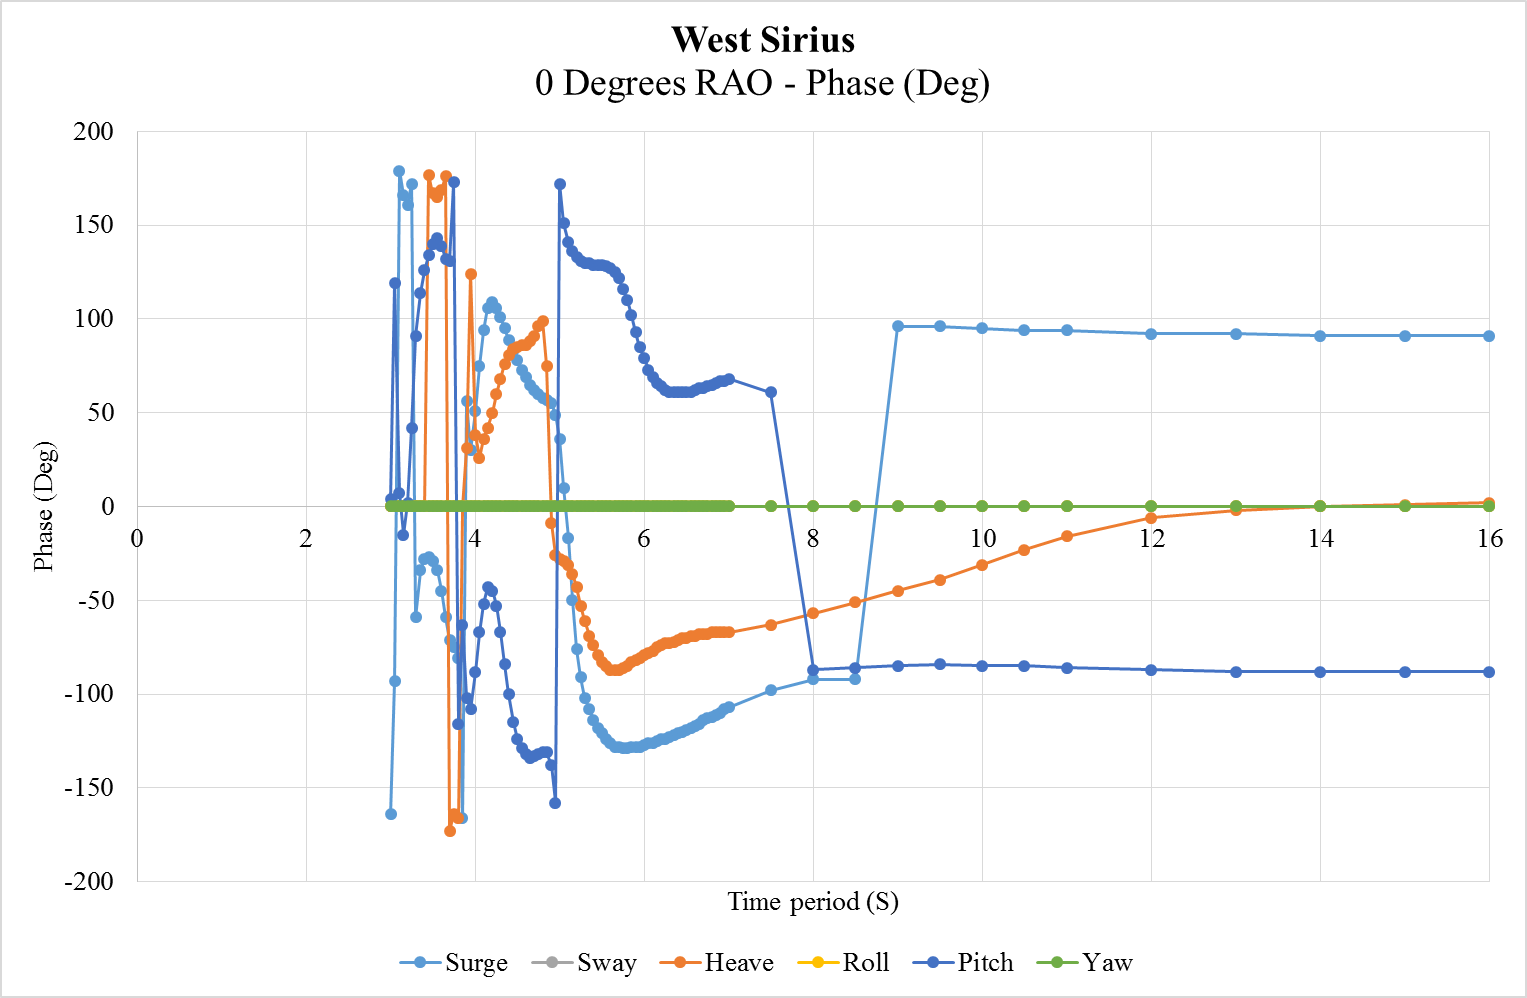 West Sirius
0 Degrees RAO - Phase (Deg)
200
150
100
50
0
-50
-100
-150
-200
0 2 4 6 8 10 12 14 16
Phase (Deg)
Time period (S)
Surge Sway Heave Roll Pitch Yaw